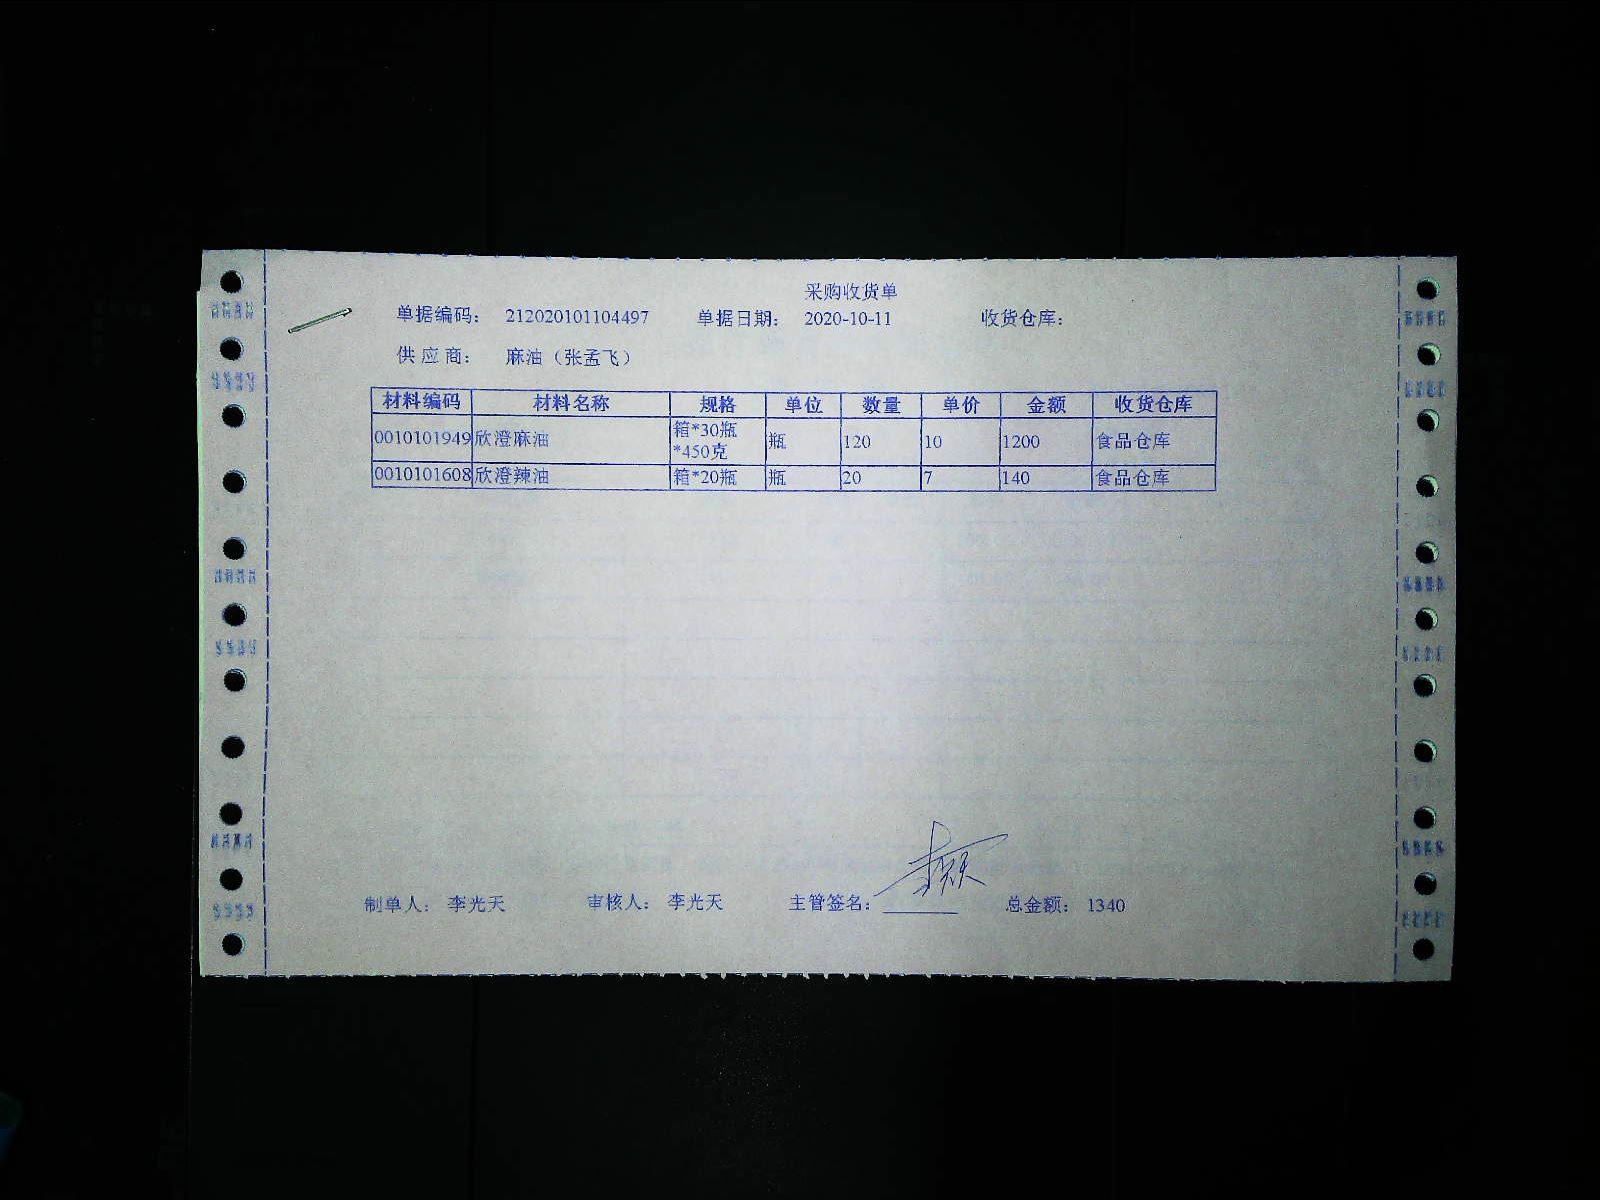 采购收货单
单据编码： 212020101104497 单据日期： 2020-10-11 收货仓库：
供 应 商： 麻油（张孟飞）
材料编码 材料名称 规格 单位 数量 单价 金额 收货仓库
0010101949 欣澄麻油 箱*30瓶*450克 瓶 120 10 1200 食品仓库
0010101608 欣澄辣油 箱*20瓶 瓶 20 7 140 食品仓库
制单人： 李光天 审核人： 李光天 主管签名： 总金额： 1340